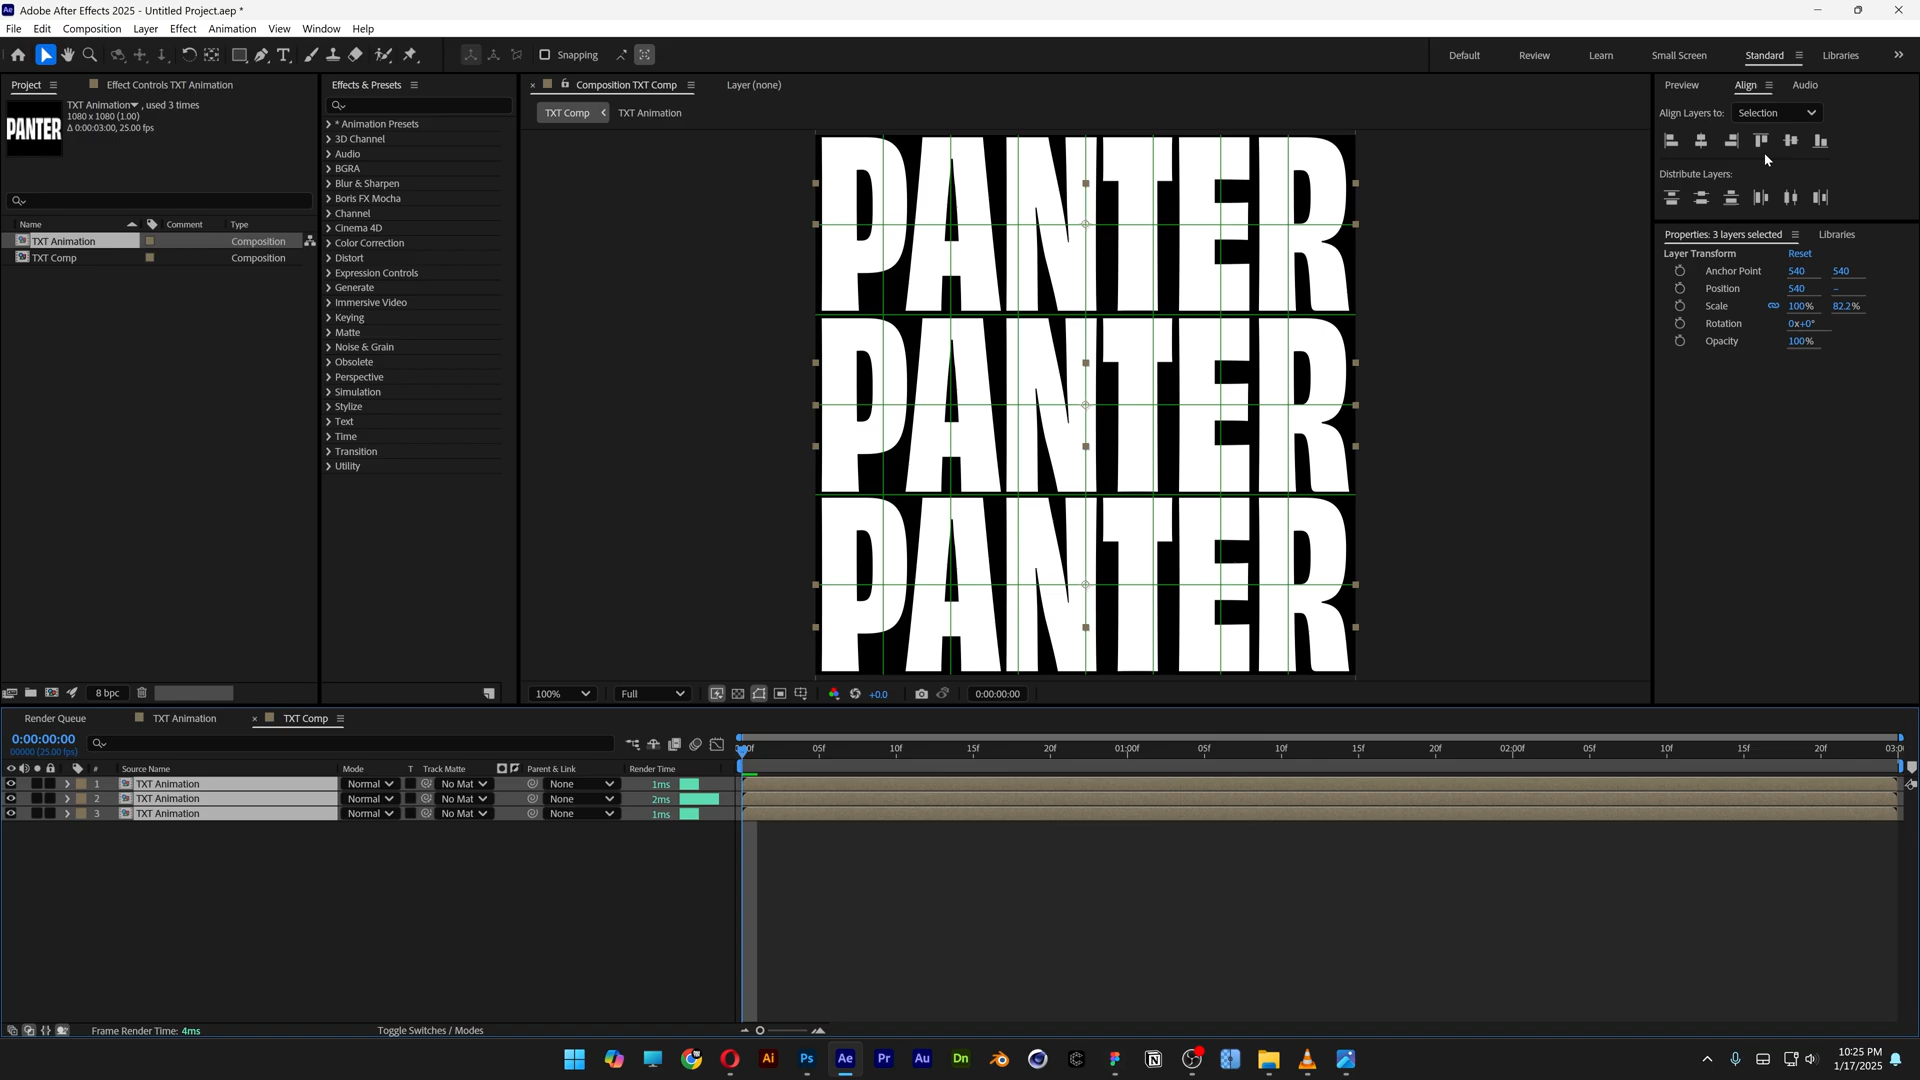 Adobe After Effects 2025 - Untitled Project.aep *
File Edit Composition Layer Effect Animation View Window Help
Snapping
Default Review Learn Small Screen Standard Libraries
Project Effect Controls TXT Animation
TXT Animation , used 3 times
1080 x 1080 (1.00)
Δ 0:00:03:00, 25.00 fps
PANTER
Name Comment Type
TXT Animation Composition
TXT Comp Composition
8 bpc
Effects & Presets
* Animation Presets
3D Channel
Audio
BGRA
Blur & Sharpen
Boris FX Mocha
Channel
Cinema 4D
Color Correction
Distort
Expression Controls
Generate
Immersive Video
Keying
Matte
Noise & Grain
Obsolete
Perspective
Simulation
Stylize
Text
Time
Transition
Utility
Composition TXT Comp Layer (none)
TXT Comp TXT Animation
PANTER
PANTER
PANTER
100% Full +0.0 0:00:00:00
Preview Align Audio
Align Layers to: Selection
Distribute Layers:
Properties: 3 layers selected Libraries
Layer Transform Reset
Anchor Point 540 540
Position 540 –
Scale 100% 82.2%
Rotation 0x+0°
Opacity 100%
Render Queue TXT Animation TXT Comp
0:00:00:00
00000 (25.00 fps)
05f 10f 15f 20f 01:00f 05f 10f 15f 20f 02:00f 05f 10f 15f 20f
# Source Name Mode T Track Matte Parent & Link Render Time
1 TXT Animation Normal No Mat None 1ms
2 TXT Animation Normal No Mat None 2ms
3 TXT Animation Normal No Mat None 1ms
Frame Render Time: 4ms Toggle Switches / Modes
Ai Ps Ae Pr Au Dn
10:25 PM
1/17/2025